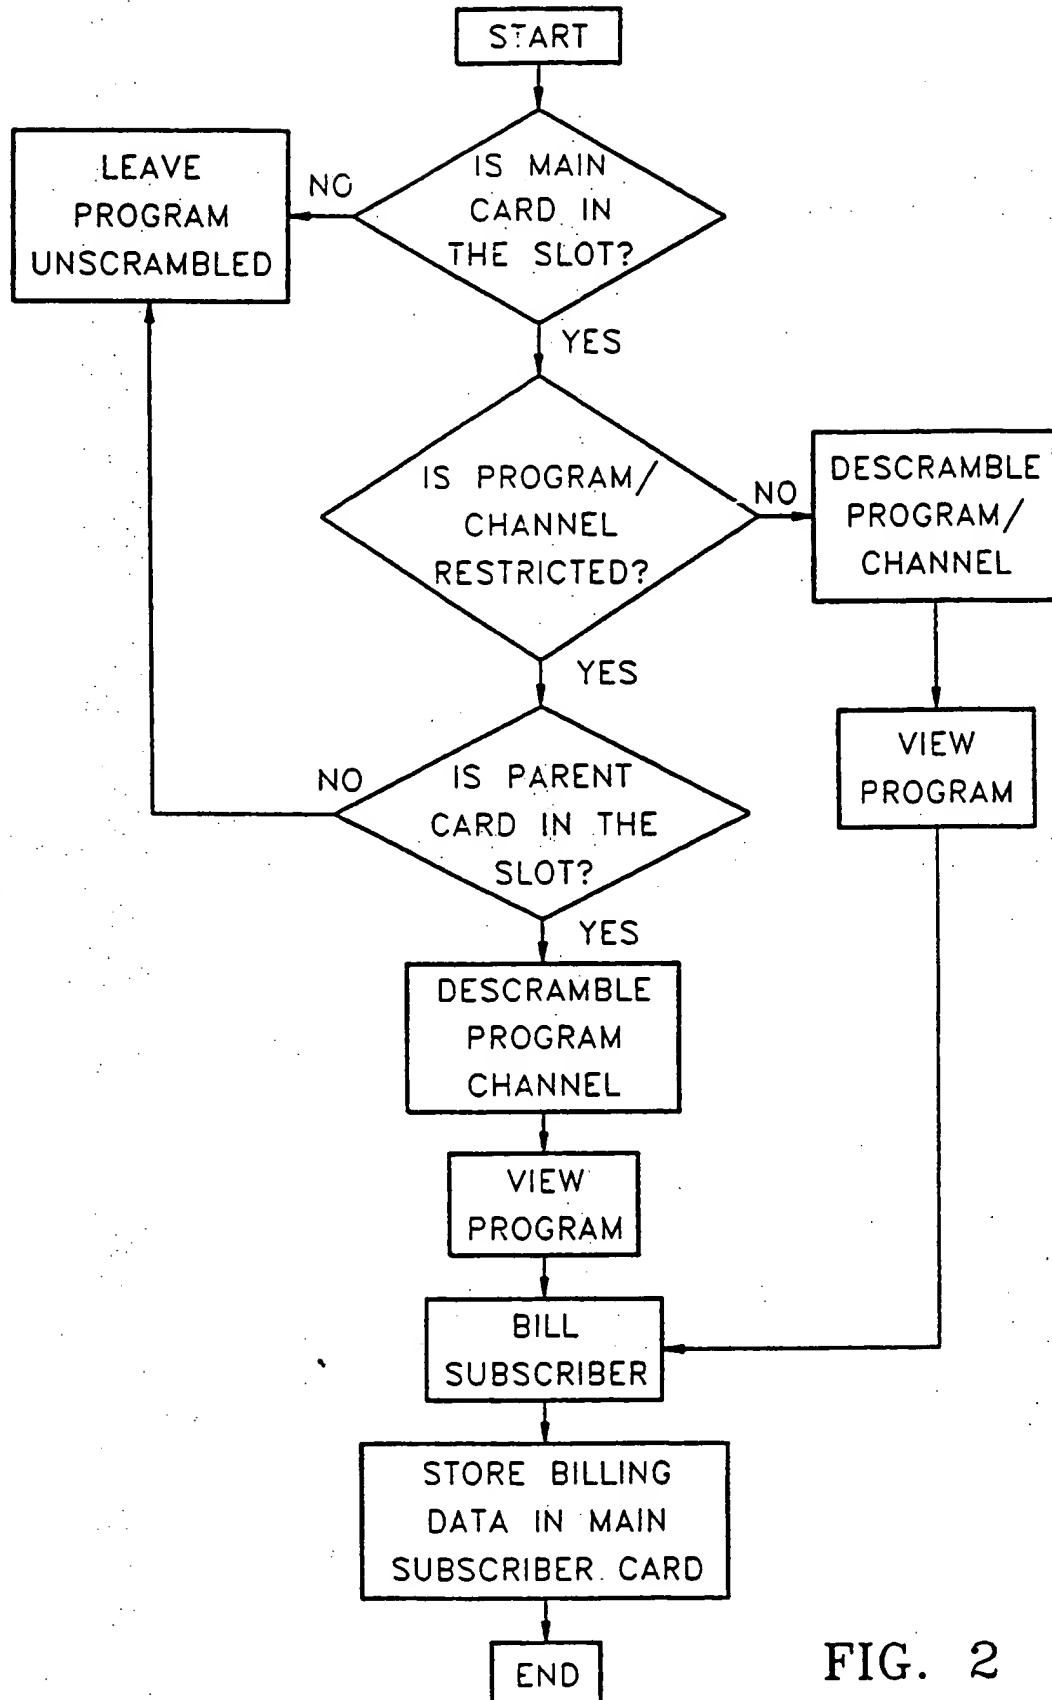 START
IS MAIN
CARD IN
THE SLOT?
NO
LEAVE
PROGRAM
UNSCRAMBLED
YES
IS PROGRAM/
CHANNEL
RESTRICTED?
NO
DESCRAMBLE
PROGRAM/
CHANNEL
VIEW
PROGRAM
YES
IS PARENT
CARD IN THE
SLOT?
NO
YES
DESCRAMBLE
PROGRAM
CHANNEL
VIEW
PROGRAM
BILL
SUBSCRIBER
STORE BILLING
DATA IN MAIN
SUBSCRIBER CARD
END
FIG. 2